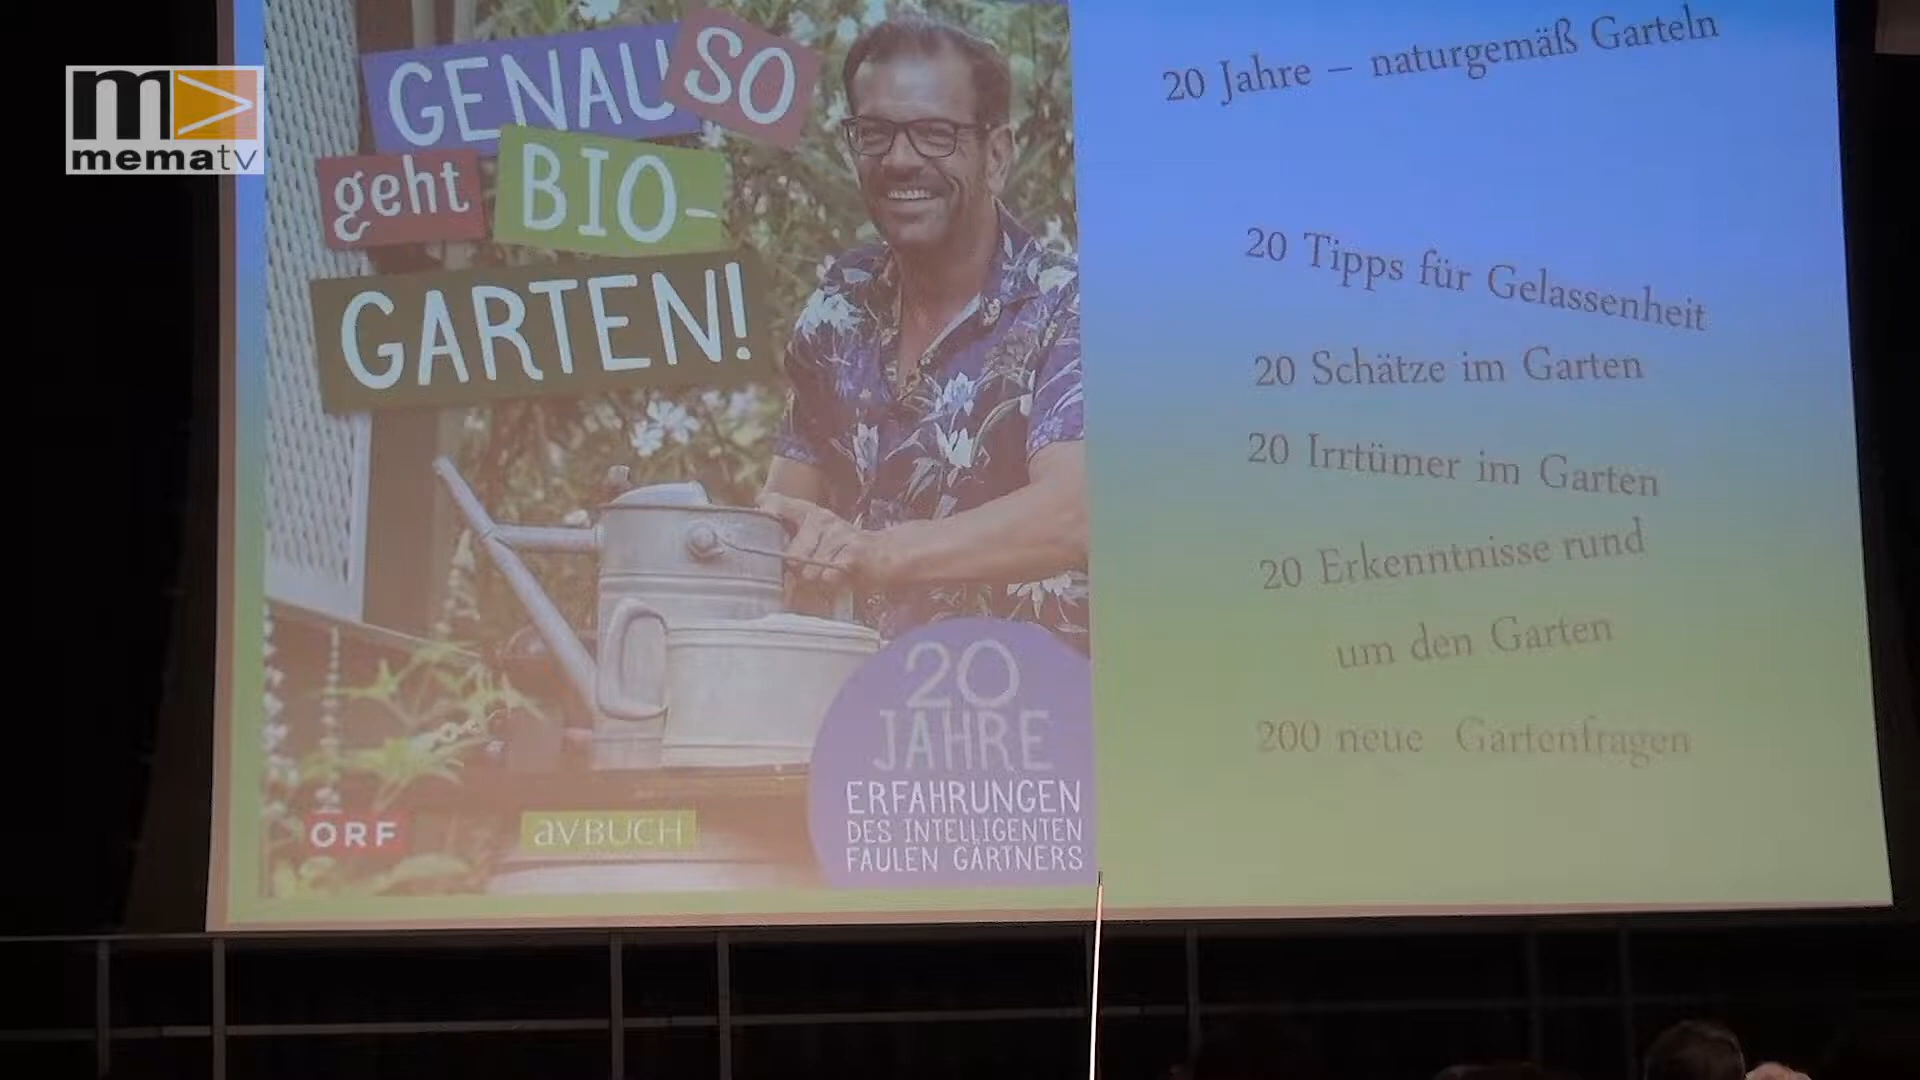 m>
mematv
GENAUSO
geht BIO-
GARTEN!
20
JAHRE
ERFAHRUNGEN
DES INTELLIGENTEN
FAULEN GÄRTNERS
ORF
avBUCH
20 Jahre – naturgemäß Garteln
20 Tipps für Gelassenheit
20 Schätze im Garten
20 Irrtümer im Garten
20 Erkenntnisse rund
um den Garten
200 neue Gartenfragen